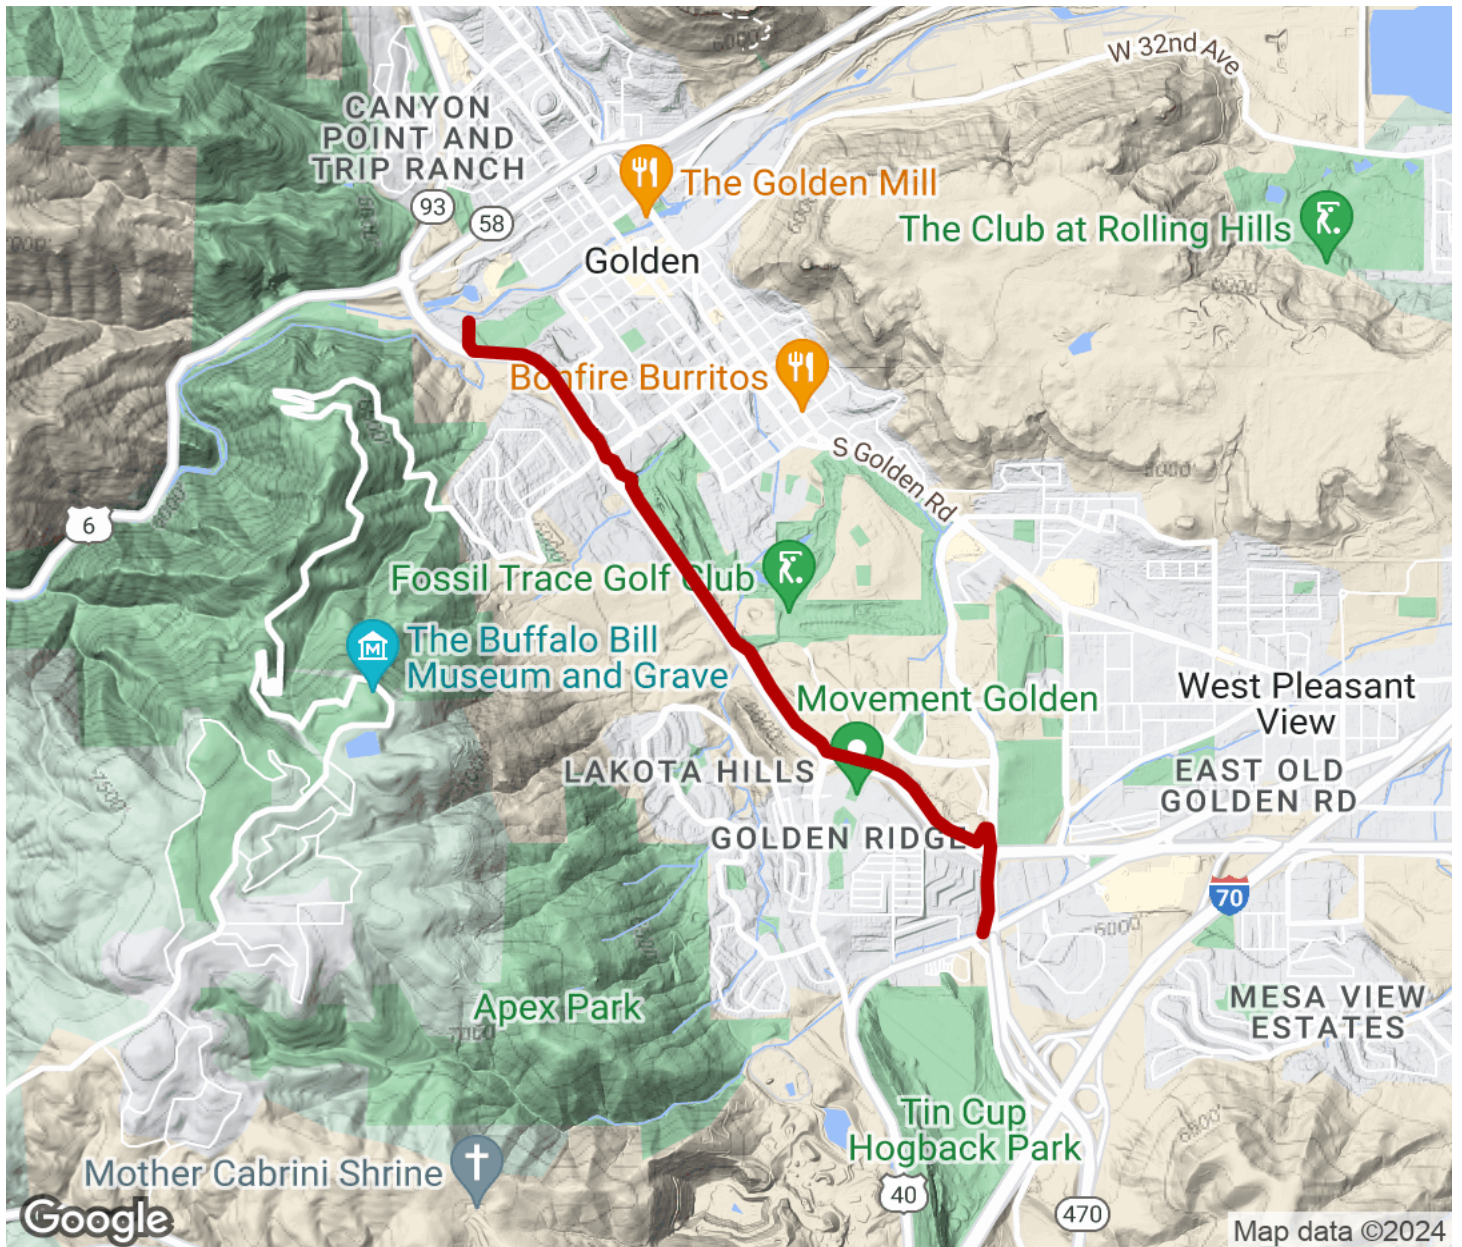 6000
W 32nd Ave
CANYON
POINT AND
TRIP RANCH
93
58
The Golden Mill
The Club at Rolling Hills
Golden
Bonfire Burritos
S Golden Rd
6
Fossil Trace Golf Club
The Buffalo Bill
Museum and Grave
Movement Golden
West Pleasant
View
LAKOTA HILLS
EAST OLD
GOLDEN RD
7500
GOLDEN RIDGE
70
6000
Apex Park
MESA VIEW
ESTATES
Tin Cup
Hogback Park
Mother Cabrini Shrine
40
470
Google
Map data ©2024